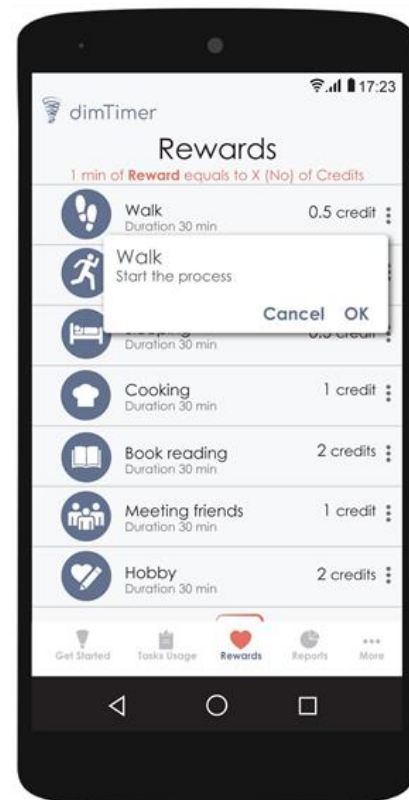 17:23
dimTimer
Rewards
1 min of Reward equals to X (No) of Credits
Walk
0.5 credit
Duration 30 min
Walk
Start the process
Cancel OK
Duration 30 min
Cooking
1 credit
Duration 30 min
Book reading
2 credits
Duration 30 min
Meeting friends
1 credit
Duration 30 min
Hobby
2 credits
Duration 30 min
Get Started
Tasks Usage
Rewards
Reports
More